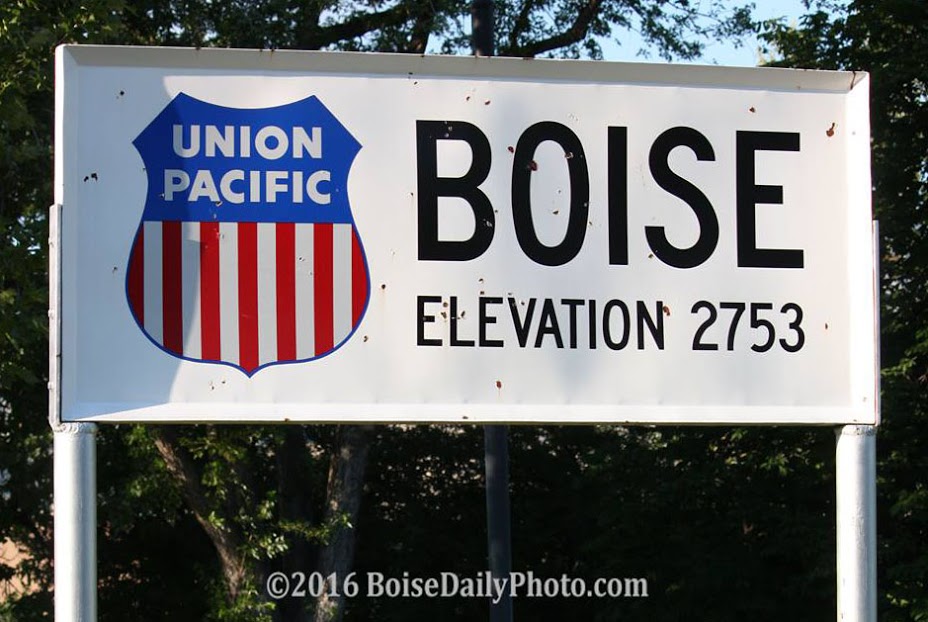 UNION
PACIFIC
BOISE
ELEVATION 2753
©2016 BoiseDailyPhoto.com